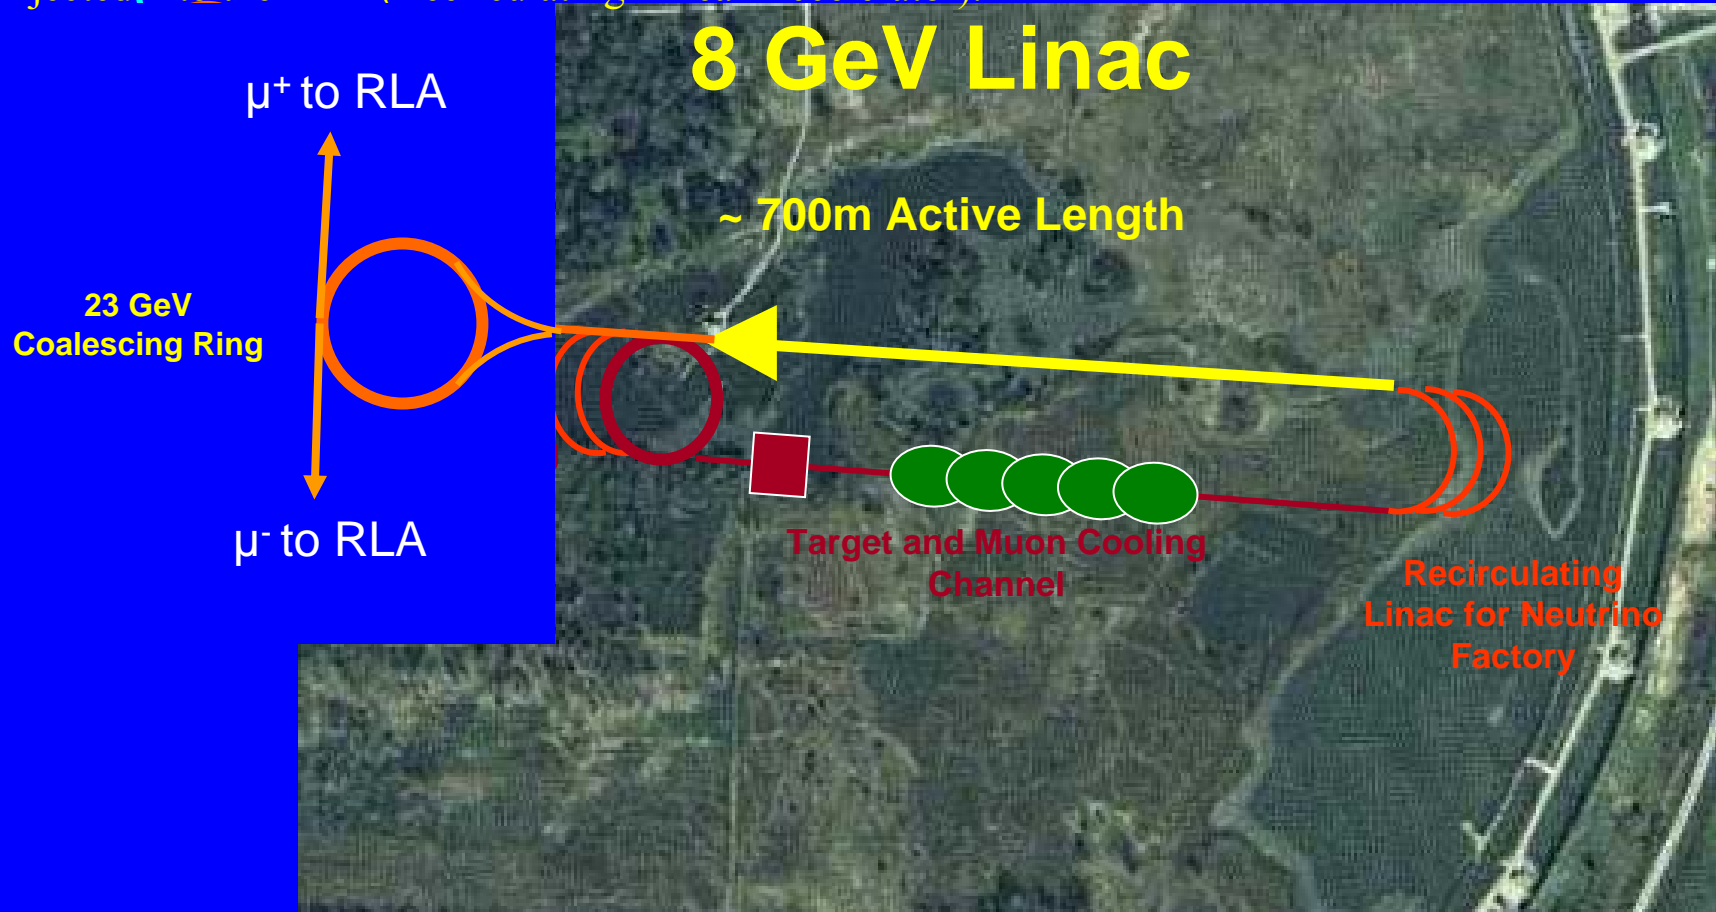 8 GeV Linac
µ+ to RLA
~ 700m Active Length
23 GeV
Coalescing Ring
µ- to RLA
Target and Muon Cooling
Channel
Recirculating
Linac for Neutrino
Factory